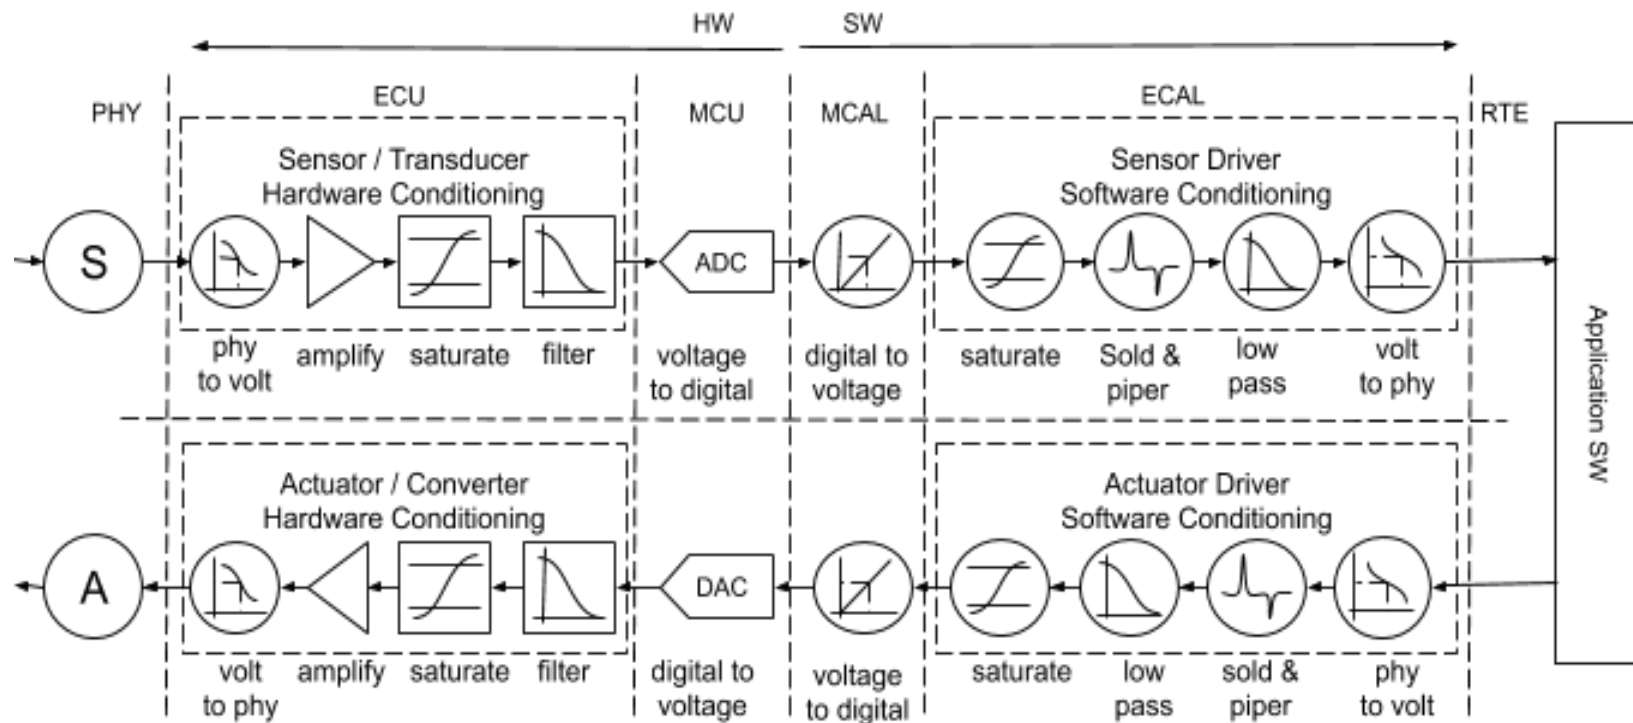 HW SW
PHY ECU MCU MCAL ECAL RTE
Sensor / Transducer
Hardware Conditioning
Sensor Driver
Software Conditioning
S
ADC
phy
to volt
amplify
saturate
filter
voltage
to digital
digital to
voltage
saturate
Sold &
piper
low
pass
volt
to phy
Application SW
Actuator / Converter
Hardware Conditioning
Actuator Driver
Software Conditioning
A
DAC
volt
to phy
amplify
saturate
filter
digital to
voltage
voltage
to digital
saturate
low
pass
sold &
piper
phy
to volt